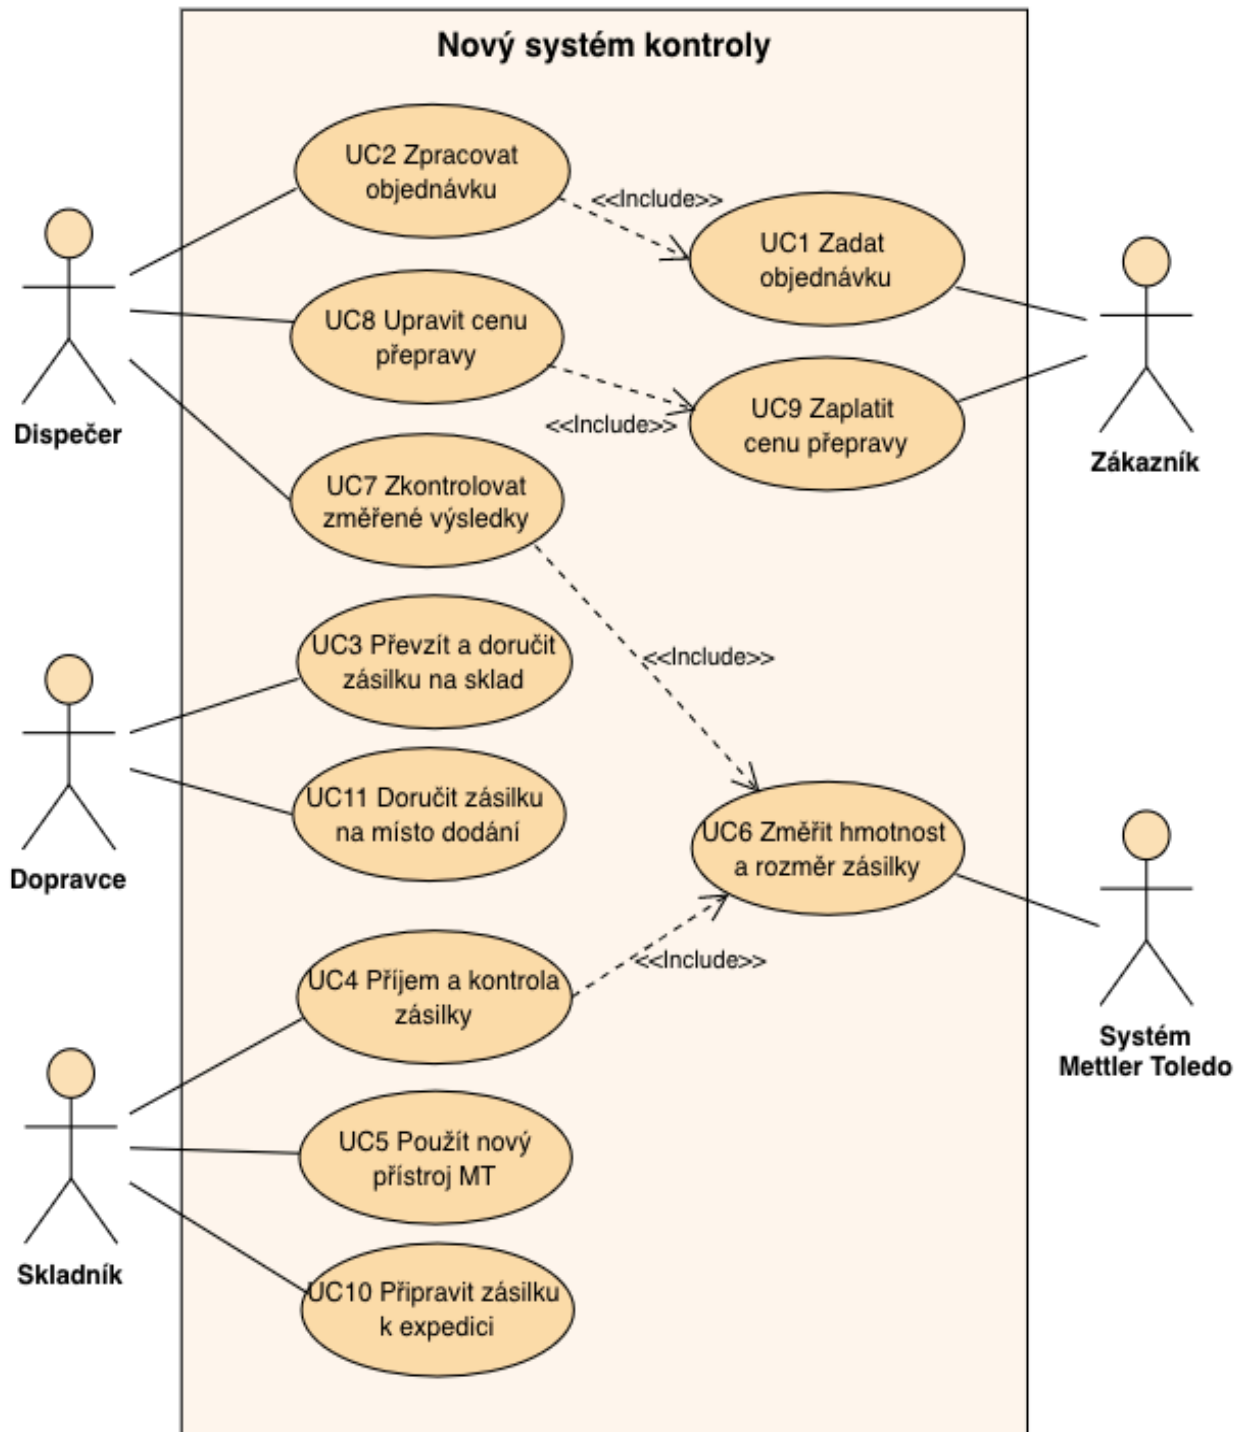 Nový systém kontroly
UC2 Zpracovat
objednávku
<<Include>>
UC1 Zadat
objednávku
UC8 Upravit cenu
přepravy
<<Include>>
UC9 Zaplatit
cenu přepravy
Dispečer
Zákazník
UC7 Zkontrolovat
změřené výsledky
<<Include>>
UC3 Převzít a doručit
zásilku na sklad
UC11 Doručit zásilku
na místo dodání
Dopravce
UC6 Změřit hmotnost
a rozměr zásilky
UC4 Příjem a kontrola
zásilky
<<Include>>
Systém
Mettler Toledo
UC5 Použít nový
přístroj MT
Skladník
UC10 Připravit zásilku
k expedici